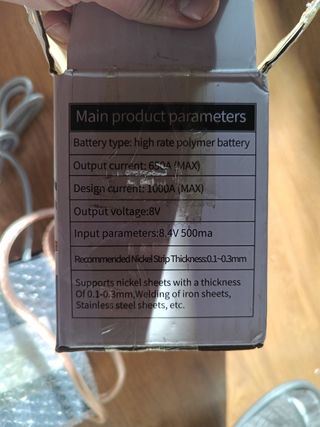 Main product parameters
Battery type: high rate polymer battery
Output current: 650A (MAX)
Design current: 1000A (MAX)
Output voltage:8V
Input parameters:8.4V 500ma
Recommended Nickel Strip Thickness:0.1~0.3mm
Supports nickel sheets with a thickness
Of 0.1-0.3mm,Welding of iron sheets,
Stainless steel sheets, etc.